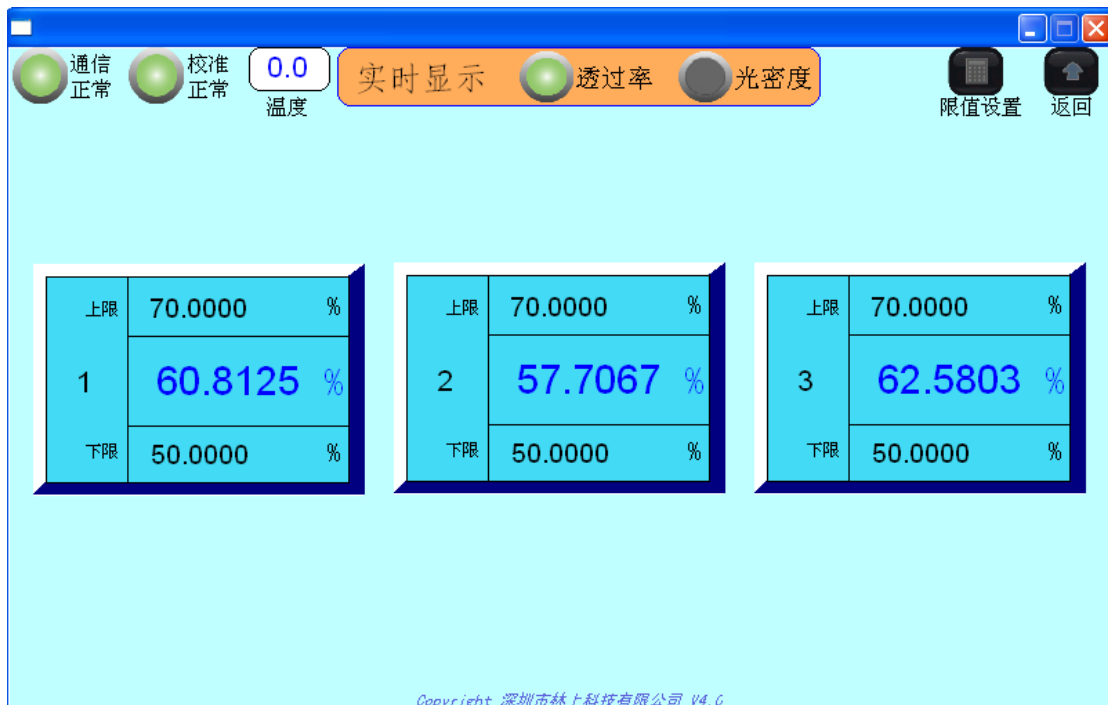 通信
正常
校准
正常
0.0
温度
实时显示
透过率
光密度
限值设置
返回
上限 70.0000 %
1 60.8125 %
下限 50.0000 %
上限 70.0000 %
2 57.7067 %
下限 50.0000 %
上限 70.0000 %
3 62.5803 %
下限 50.0000 %
Copyright 深圳市林上科技有限公司